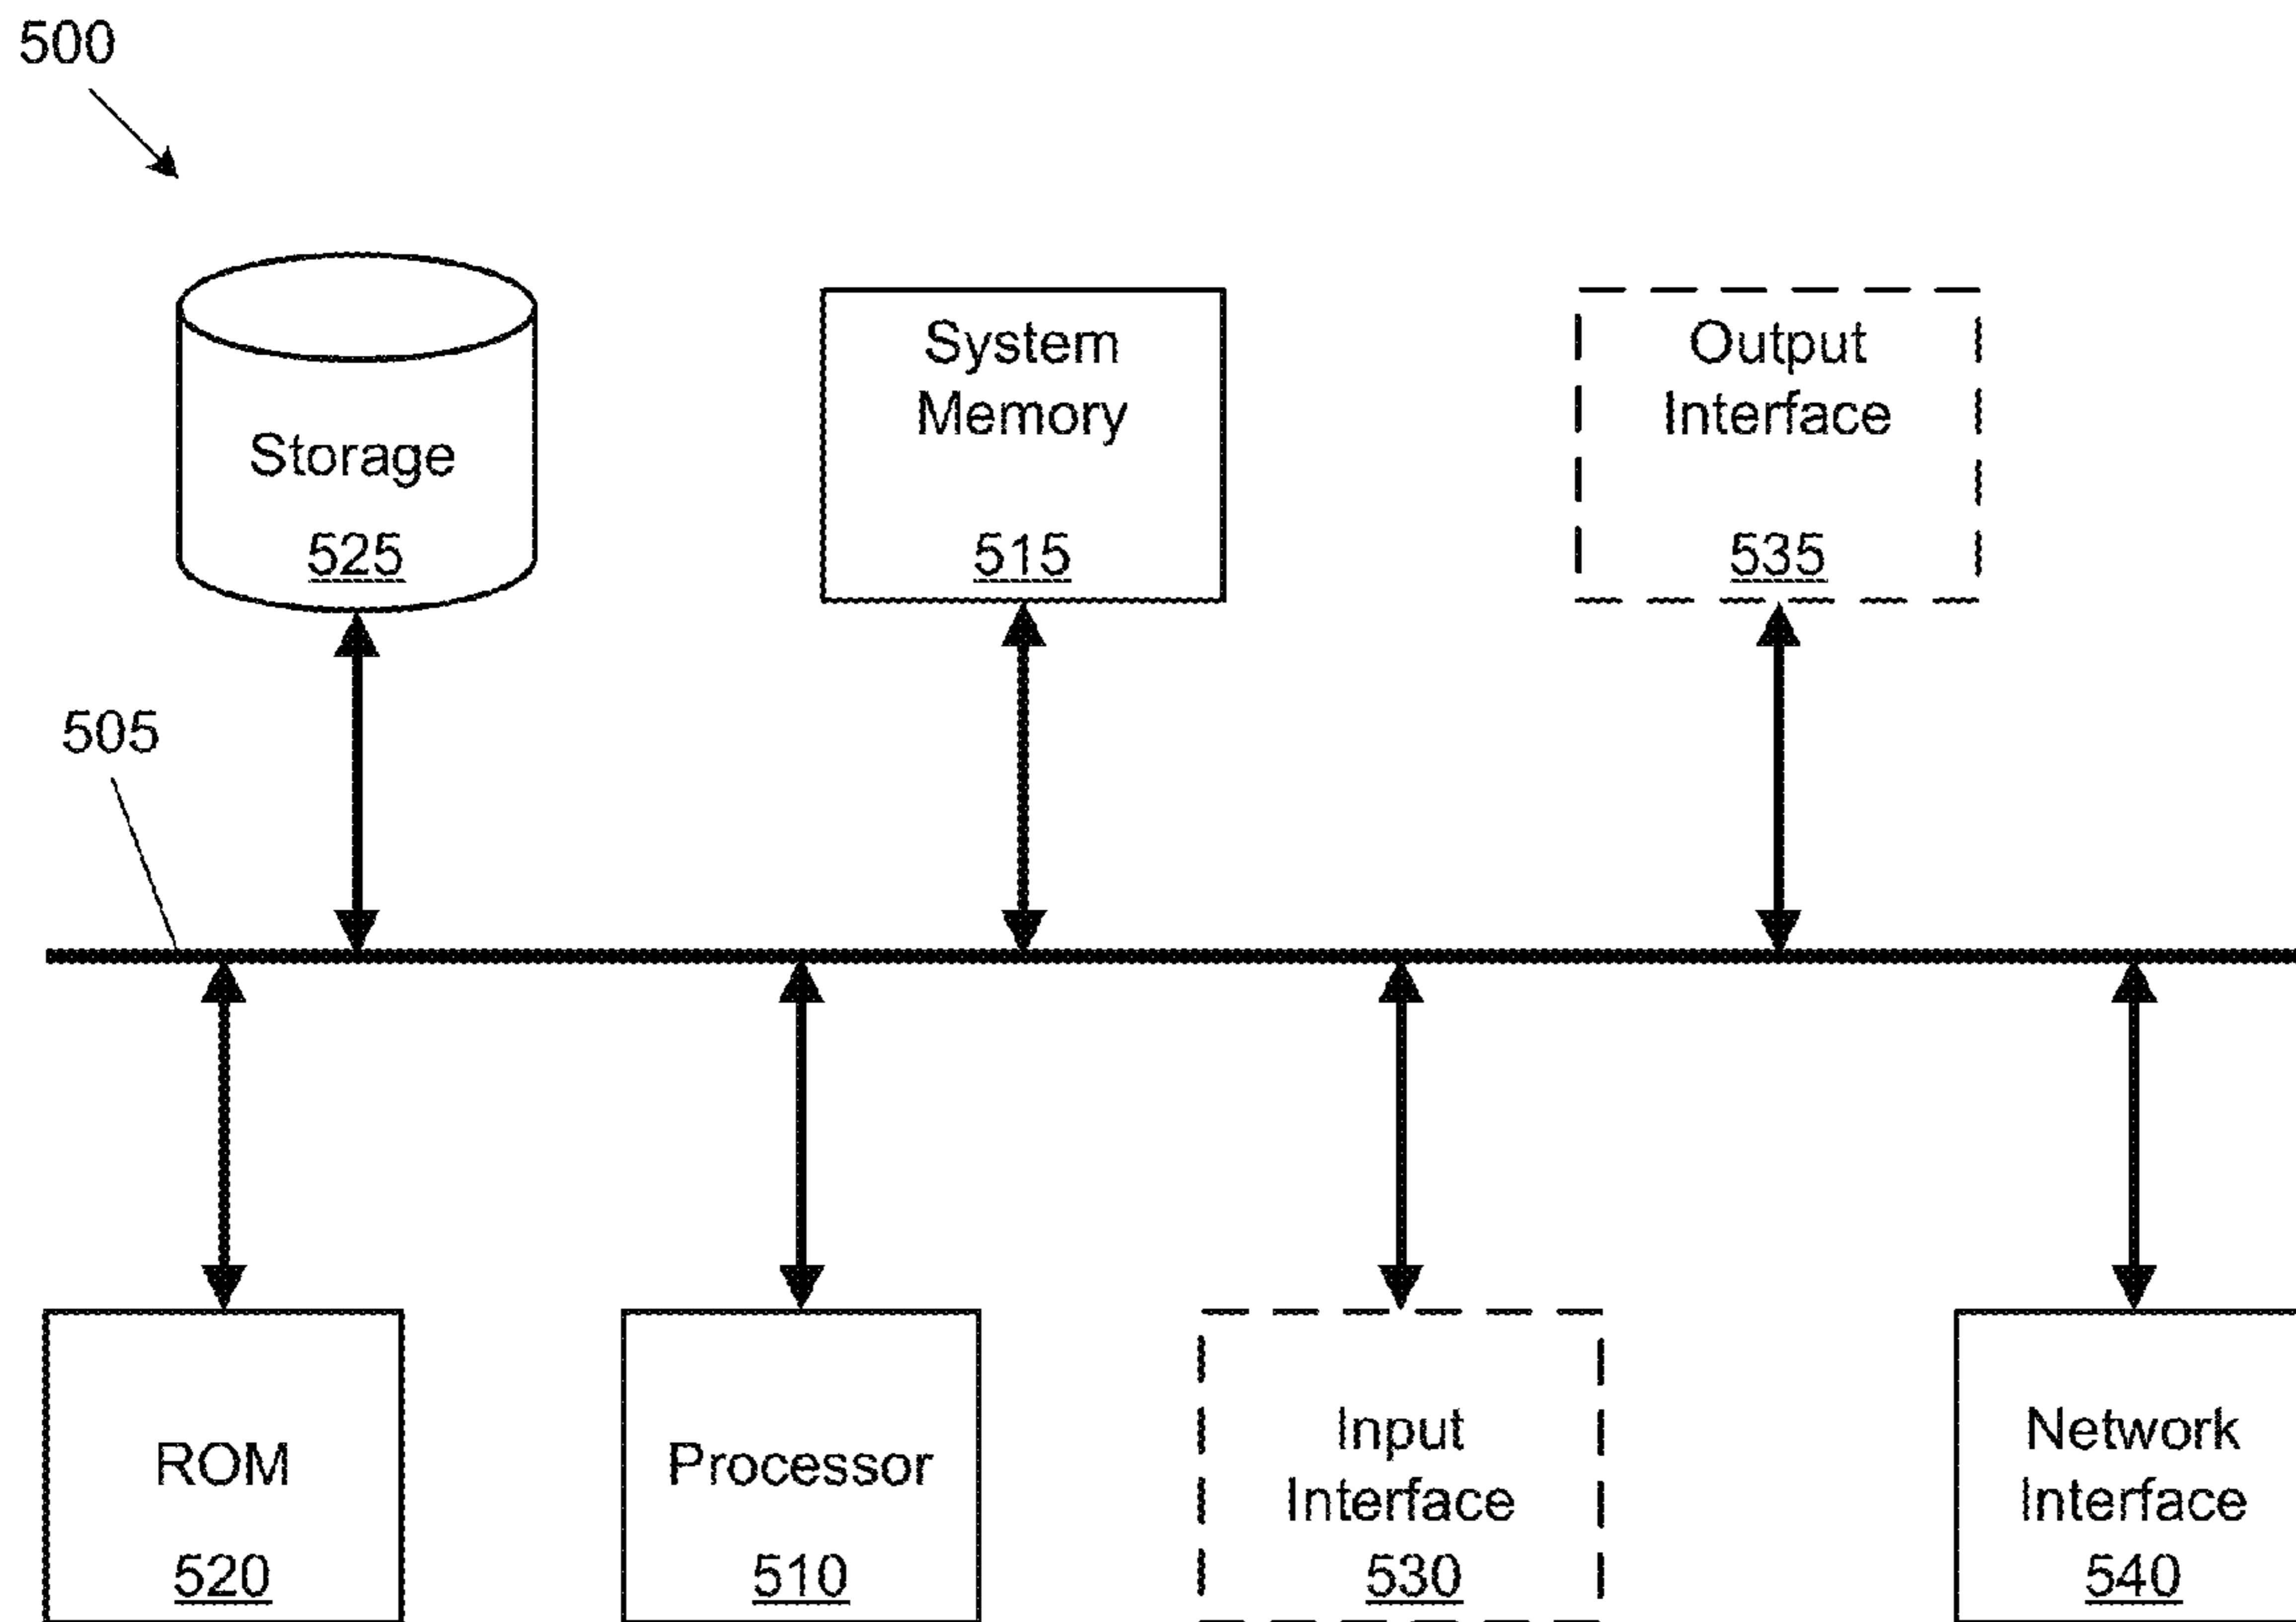 500
Storage
525
System
Memory
515
Output
Interface
535
505
ROM
520
Processor
510
Input
Interface
530
Network
Interface
540